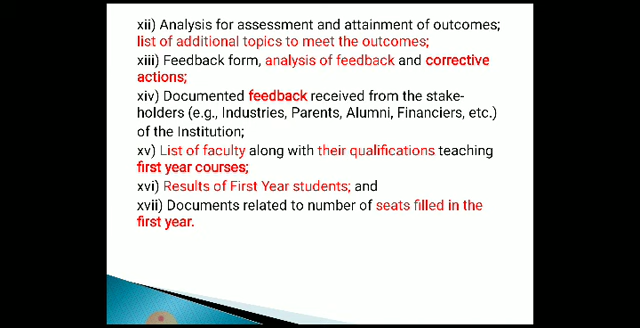 xii) Analysis for assessment and attainment of outcomes;
list of additional topics to meet the outcomes;
xiii) Feedback form, analysis of feedback and corrective
actions;
xiv) Documented feedback received from the stake-
holders (e.g., Industries, Parents, Alumni, Financiers, etc.)
of the Institution;
xv) List of faculty along with their qualifications teaching
first year courses;
xvi) Results of First Year students; and
xvii) Documents related to number of seats filled in the
first year.